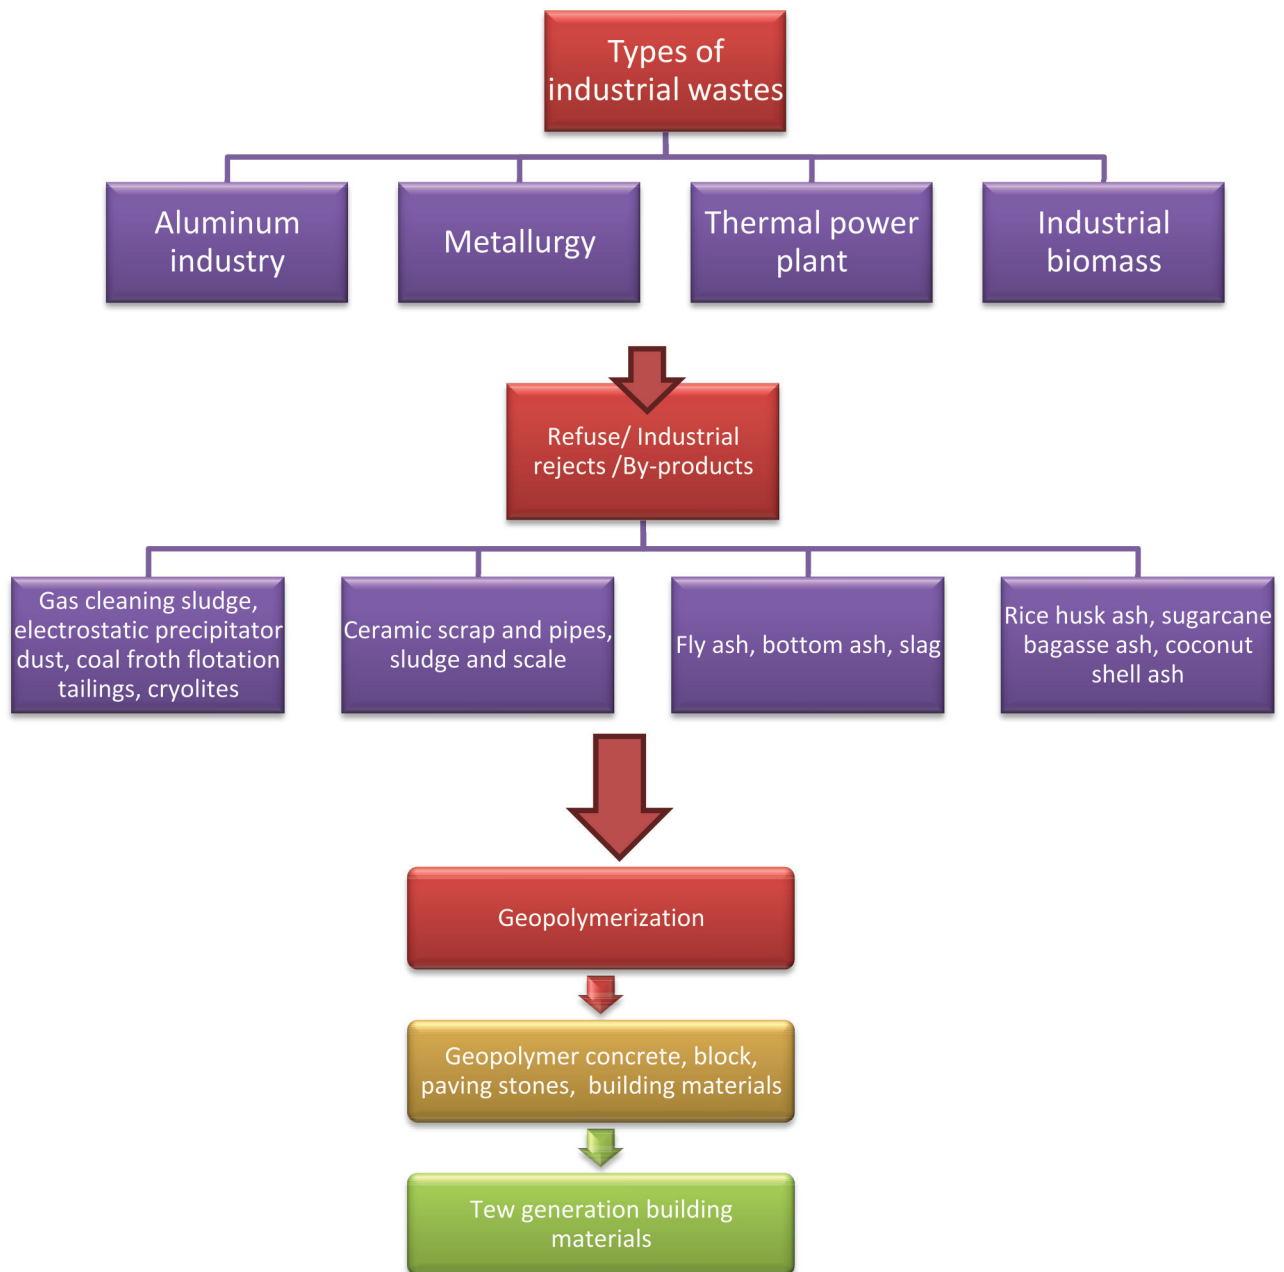 Types of
industrial wastes
Aluminum
industry
Metallurgy
Thermal power
plant
Industrial
biomass
Refuse/ Industrial
rejects /By-products
Gas cleaning sludge,
electrostatic precipitator
dust, coal froth flotation
tailings, cryolites
Ceramic scrap and pipes,
sludge and scale
Fly ash, bottom ash, slag
Rice husk ash, sugarcane
bagasse ash, coconut
shell ash
Geopolymerization
Geopolymer concrete, block,
paving stones, building materials
Tew generation building
materials